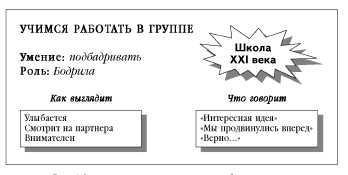 УЧИМСЯ РАБОТАТЬ В ГРУППЕ
Школа
XXI века
Умение: подбадривать
Роль: Бодрила
Как выглядит
Улыбается
Смотрит на партнера
Внимателен
Что говорит
«Интересная идея»
«Мы продвинулись вперед»
«Верно...»